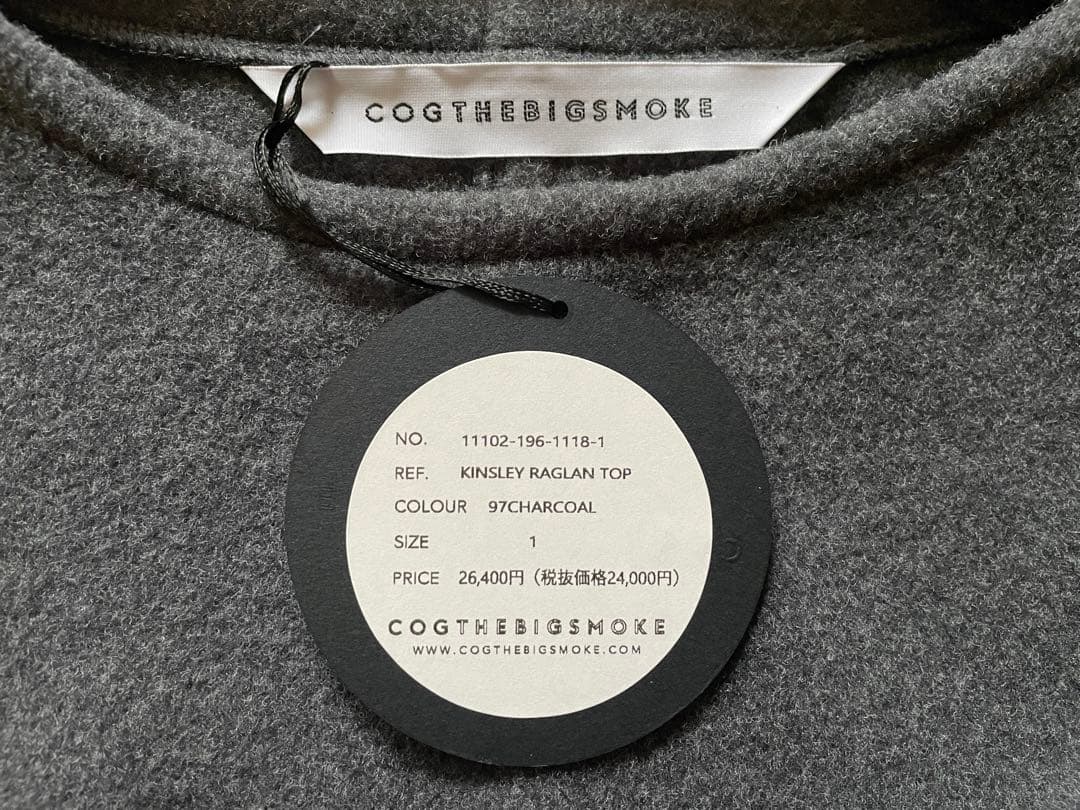 COGTHEBIGSMOKE
NO. 11102-196-1118-1
REF. KINSLEY RAGLAN TOP
COLOUR 97CHARCOAL
SIZE 1
PRICE 26,400円（税抜価格24,000円）
COGTHEBIGSMOKE
WWW.COGTHEBIGSMOKE.COM